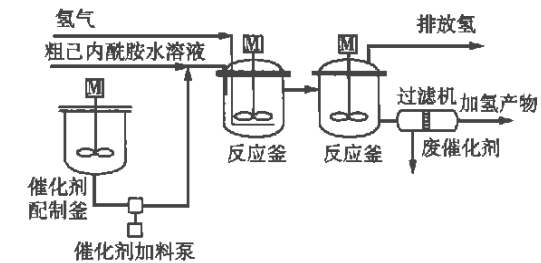 氢气
排放氢
粗己内酰胺水溶液
M
M
M
过滤机
加氢产物
反应釜
反应釜
废催化剂
催化剂
配制釜
催化剂加料泵